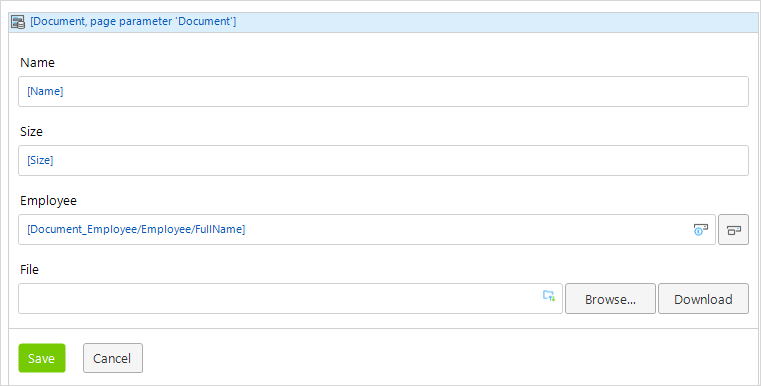 [Document, page parameter 'Document']
Name
[Name]
Size
[Size]
Employee
[Document_Employee/Employee/FullName]
File
Browse... Download
Save Cancel